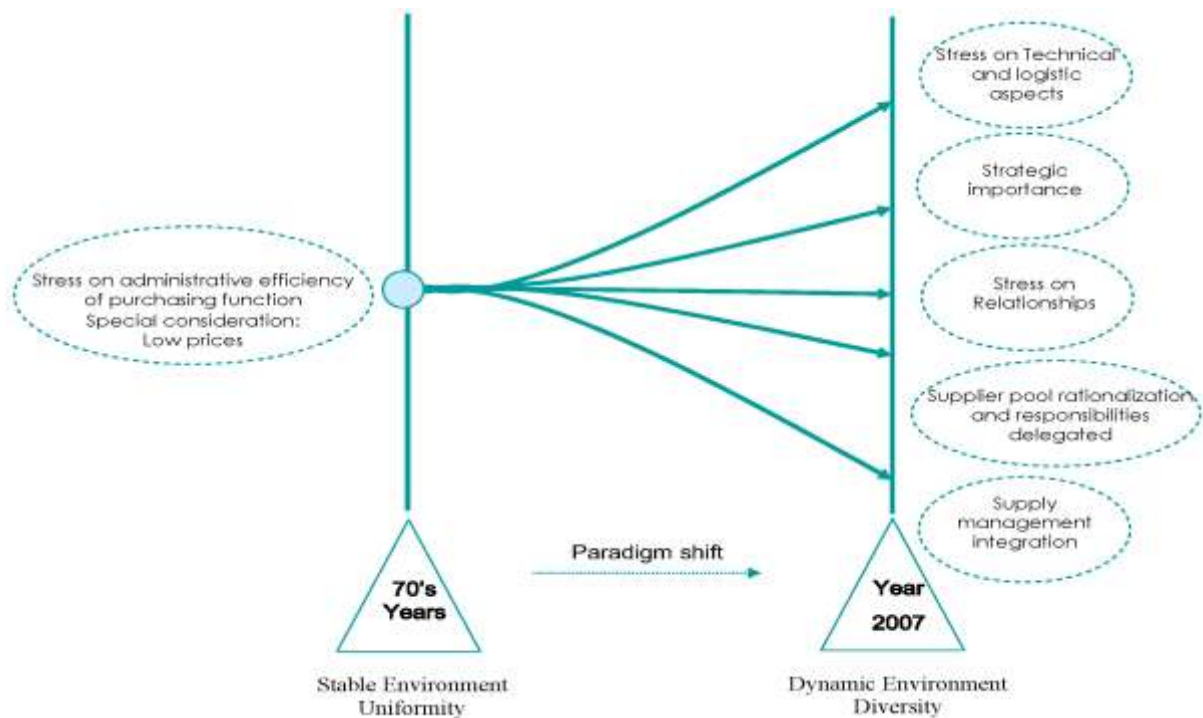 Stress on administrative efficiency
of purchasing function
Special consideration:
Low prices
Stress on Technical
and logistic
aspects
Strategic
importance
Stress on
Relationships
Supplier pool rationalization
and responsibilities
delegated
Supply
management
integration
Paradigm shift
70's
Years
Year
2007
Stable Environment
Uniformity
Dynamic Environment
Diversity